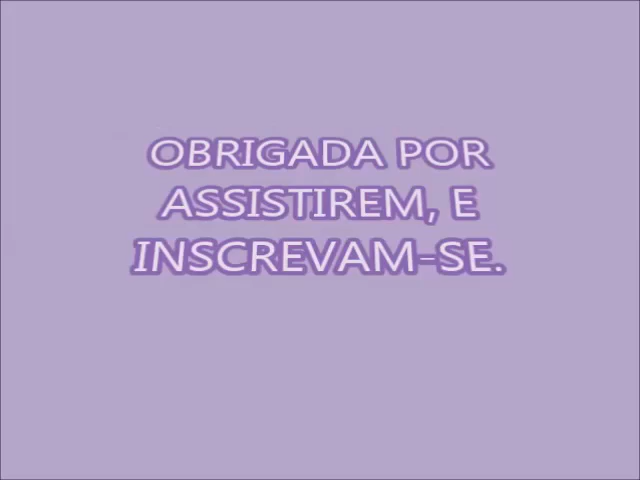 OBRIGADA POR
ASSISTIREM, E
INSCREVAM-SE.